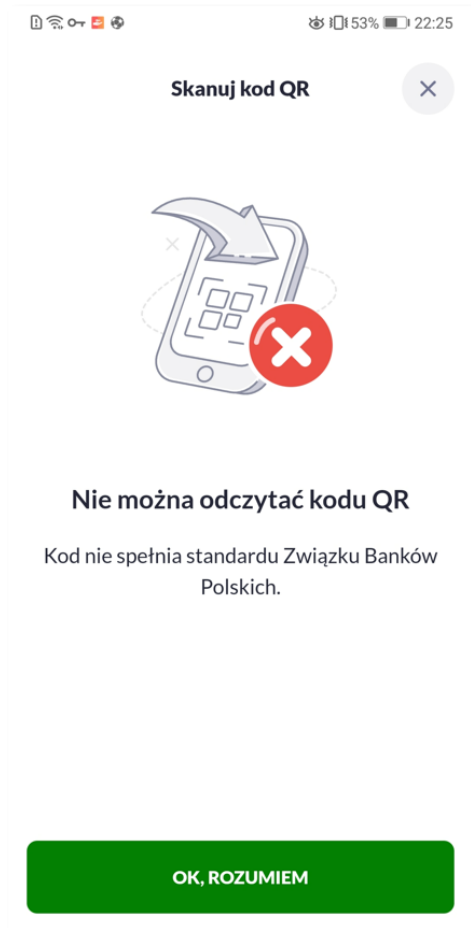 53% 22:25
Skanuj kod QR
Nie można odczytać kodu QR
Kod nie spełnia standardu Związku Banków
Polskich.
OK, ROZUMIEM